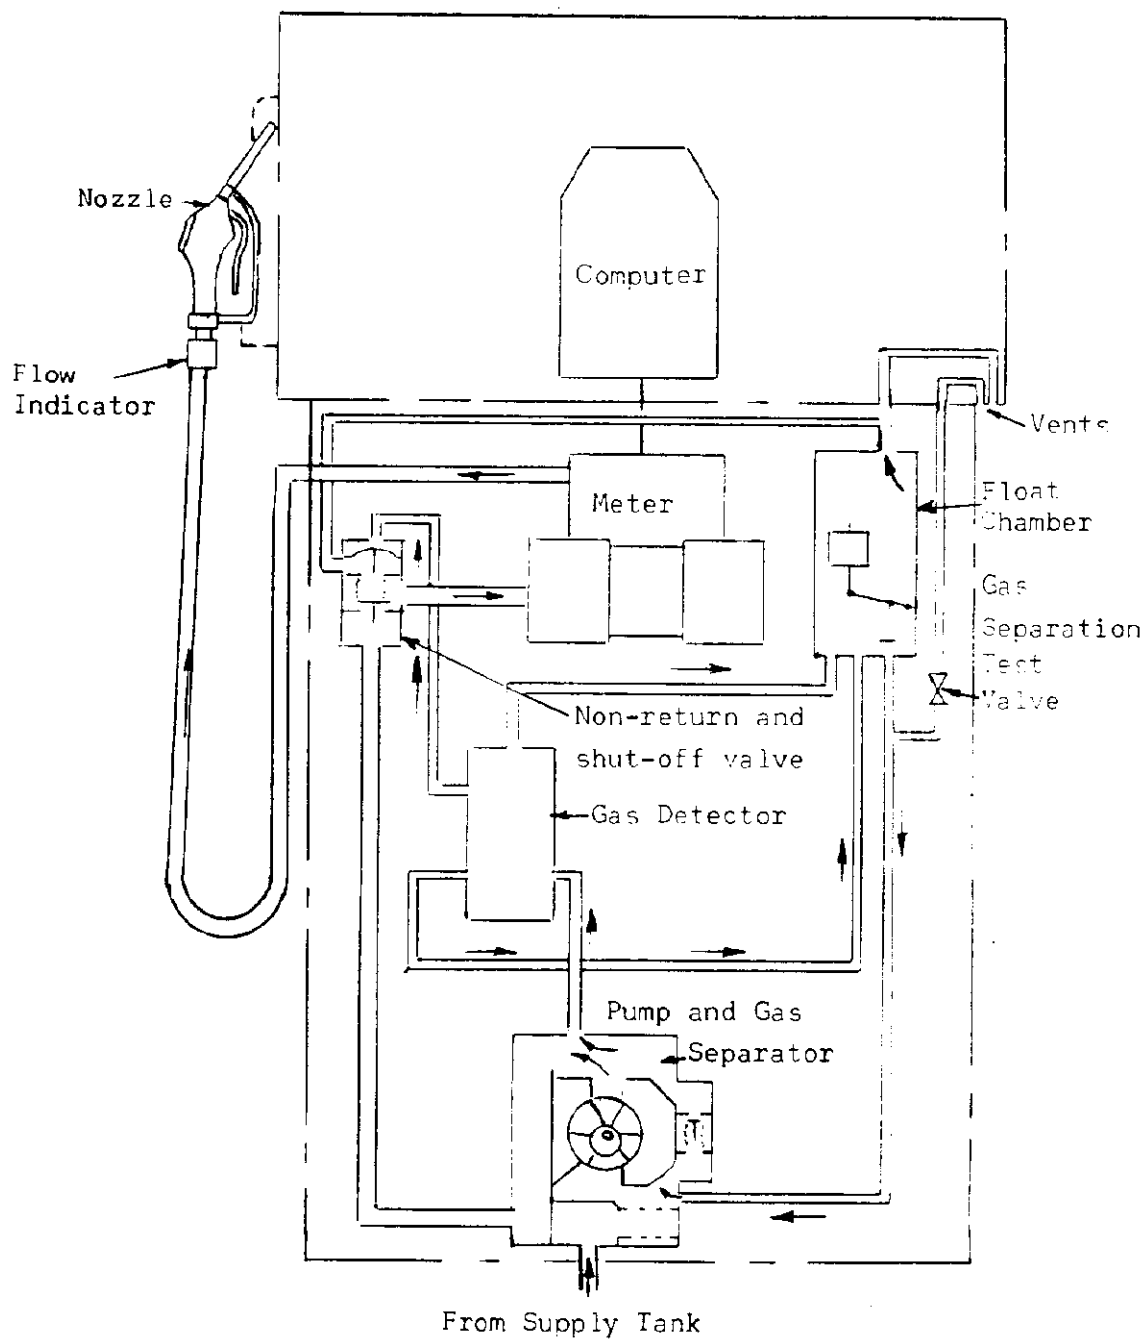 Nozzle
Computer
Flow
Indicator
Vents
Meter
Float
Chamber
Gas
Separation
Test
Valve
Non-return and
shut-off valve
Gas Detector
Pump and Gas
Separator
From Supply Tank